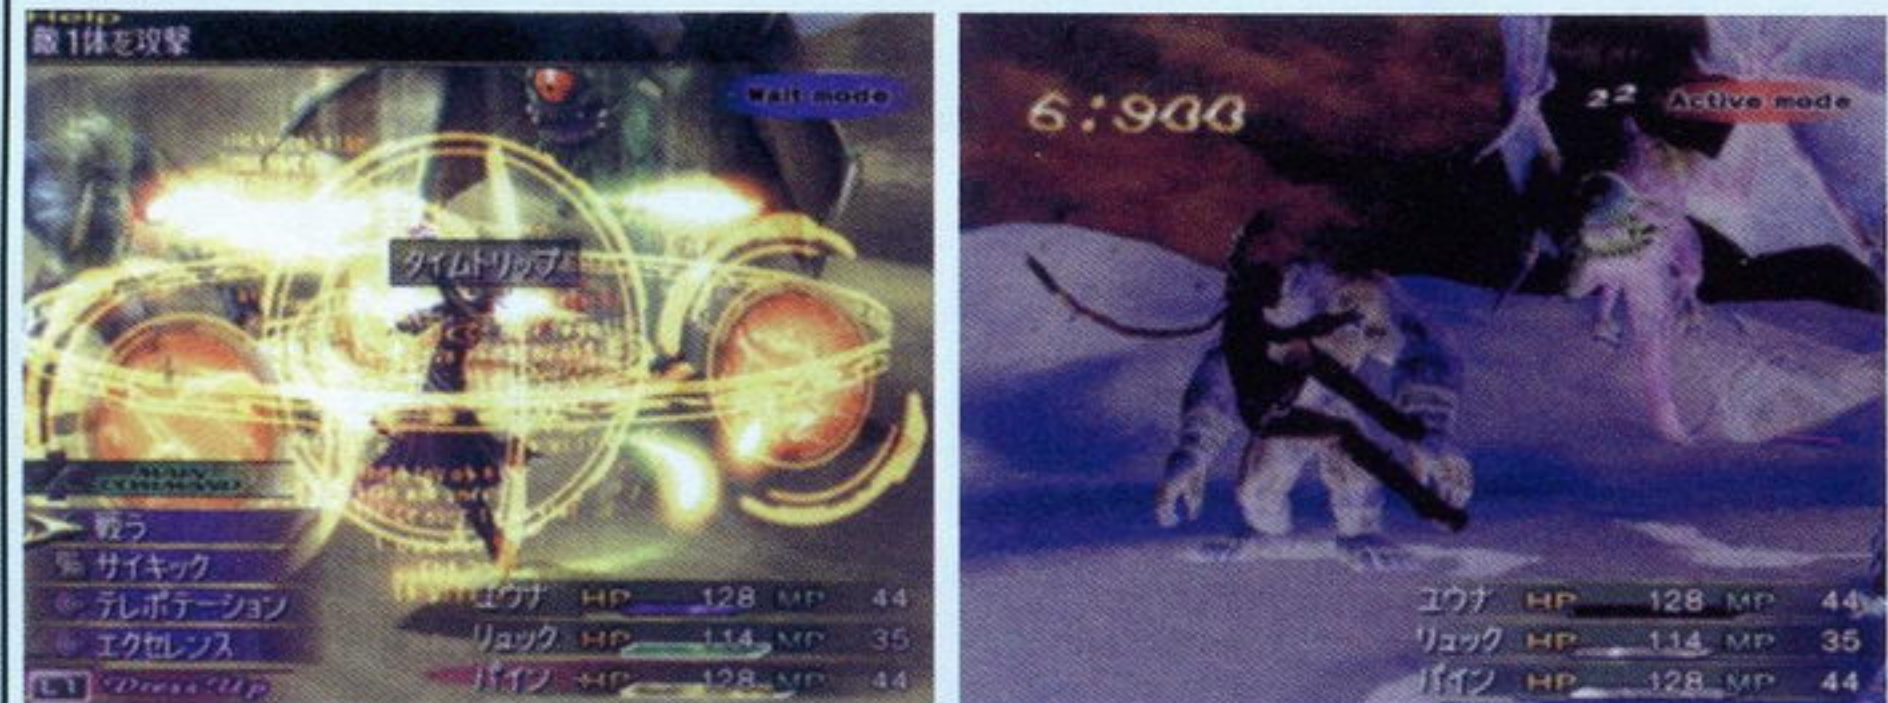 Help
敵1体を攻撃
Wait mode
タイムトリップ
MAIN
COMMAND
戦う
サイキック
テレポテーション
エクセレンス
L1 Dress Up
ユウナ HP 128 MP 44
リュック HP 114 MP 35
パイン HP 128 MP 44
6:900
22 Active mode
ユウナ HP 128 MP 44
リュック HP 114 MP 35
パイン HP 128 MP 44